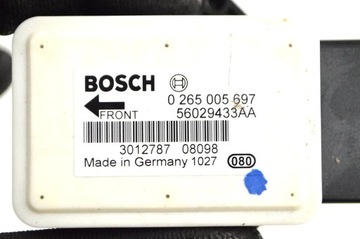 BOSCH
0 265 005 697
FRONT 56029433AA
3012787 08098
Made in Germany 1027 080